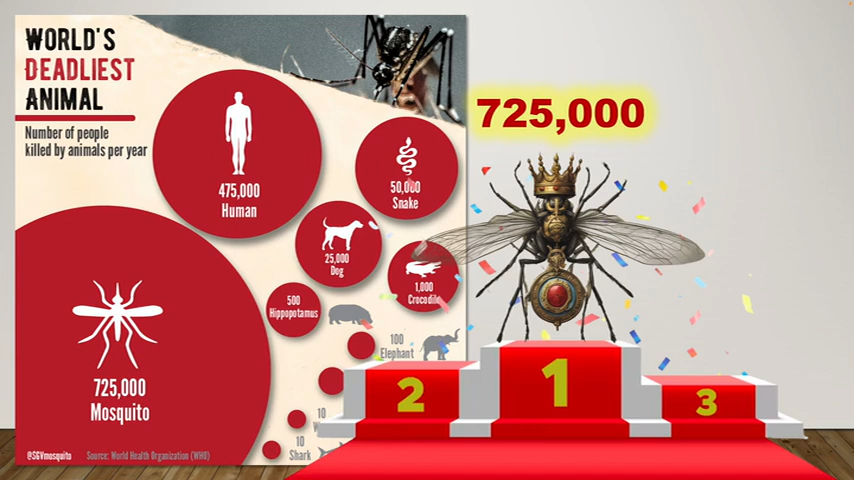 WORLD'S
DEADLIEST
ANIMAL
Number of people
killed by animals per year
725,000
475,000
Human
50,000
Snake
25,000
Dog
1,000
Crocodile
500
Hippopotamus
100
Elephant
725,000
Mosquito
10
10
Shark
2
1
3
@SGVmosquito
Source: World Health Organization (WHO)